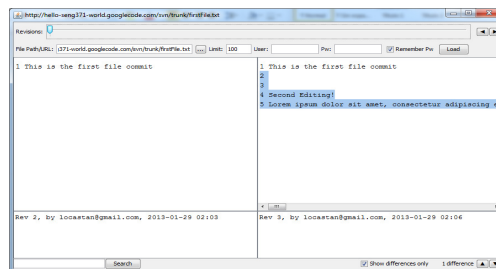 http://hello-seng371-world.googlecode.com/svn/trunk/firstFile.txt
Revisions:
File Path/URL: j371-world.googlecode.com/svn/trunk/firstFile.txt ... Limit: 100 User: Pw: Remember Pw Load
1 This is the first file commit
1 This is the first file commit
2
3
4 Second Editing!
5 Lorem ipsum dolor sit amet, consectetur adipiscing e
Rev 2, by locastan@gmail.com, 2013-01-29 02:03
Rev 3, by locastan@gmail.com, 2013-01-29 02:06
Search Show differences only 1 difference